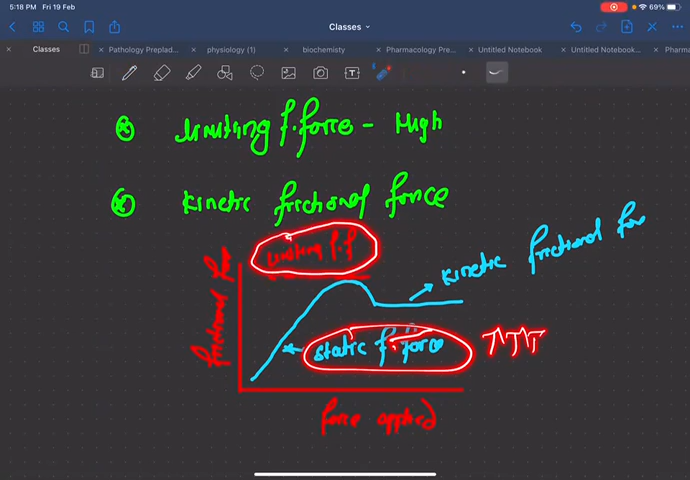 5:18 PM Fri 19 Feb
69%
Classes
Classes
Pathology Preplad...
physiology (1)
biochemisty
Pharmacology Pre...
Untitled Notebook
Untitled Notebook...
Pharma
Limiting f.force - High
Kinetic frictional force
Limiting f.f
Kinetic frictional for
static f.force
frictional
force applied